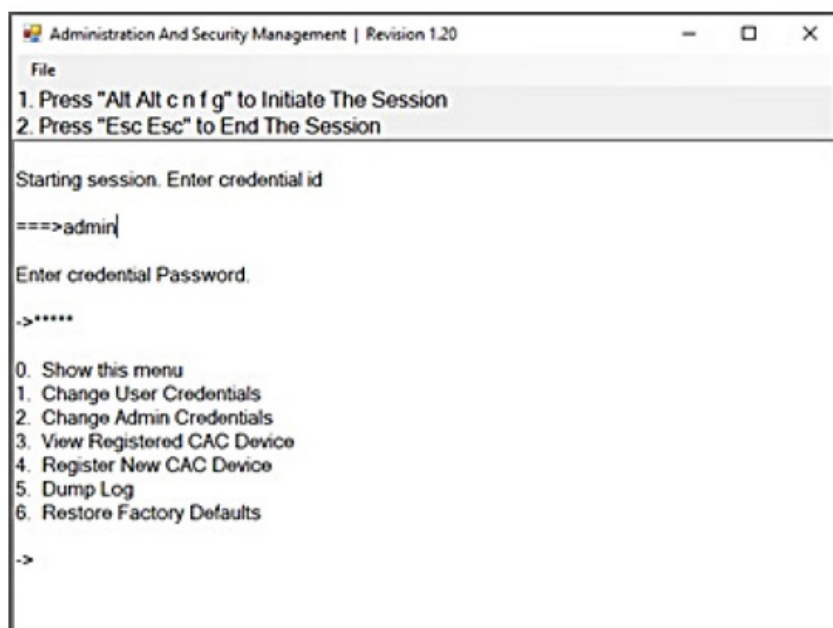 Administration And Security Management | Revision 1.20
File
1. Press "Alt Alt c n f g" to Initiate The Session
2. Press "Esc Esc" to End The Session
Starting session. Enter credential id
===>admin
Enter credential Password.
->*****
0. Show this menu
1. Change User Credentials
2. Change Admin Credentials
3. View Registered CAC Device
4. Register New CAC Device
5. Dump Log
6. Restore Factory Defaults
->